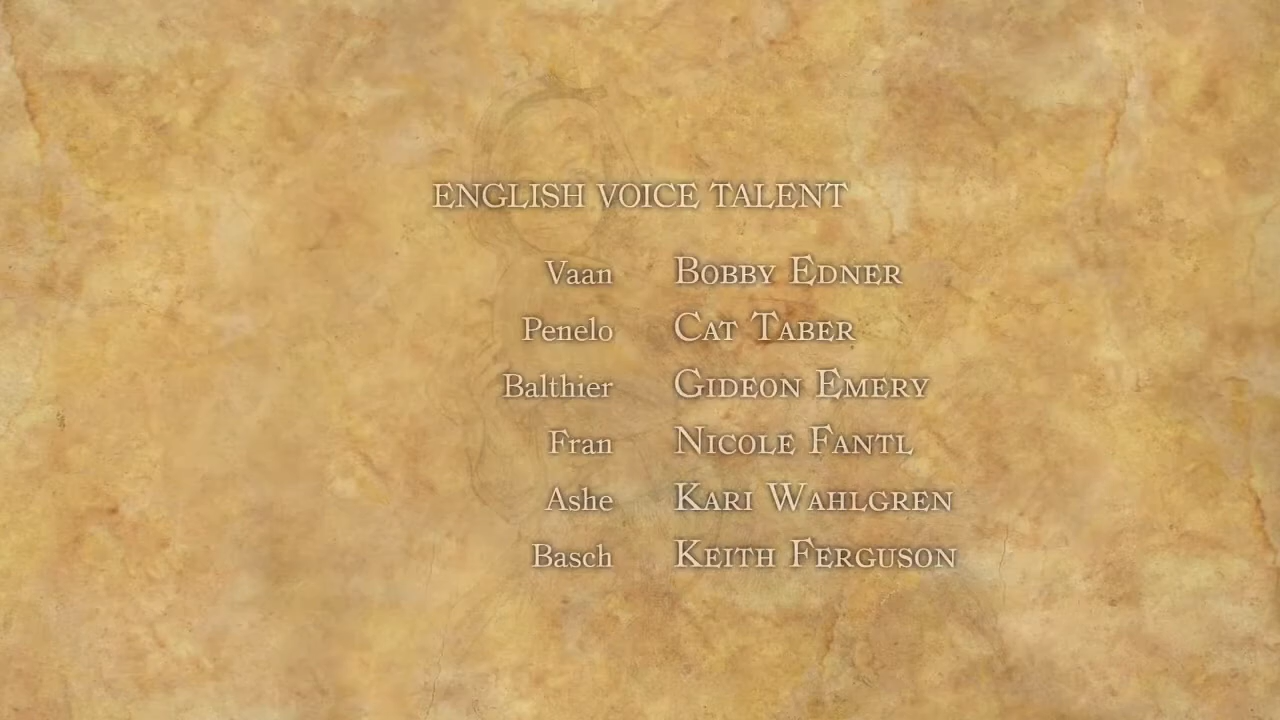 ENGLISH VOICE TALENT
Vaan Bobby Edner
Penelo Cat Taber
Balthier Gideon Emery
Fran Nicole Fantl
Ashe Kari Wahlgren
Basch Keith Ferguson